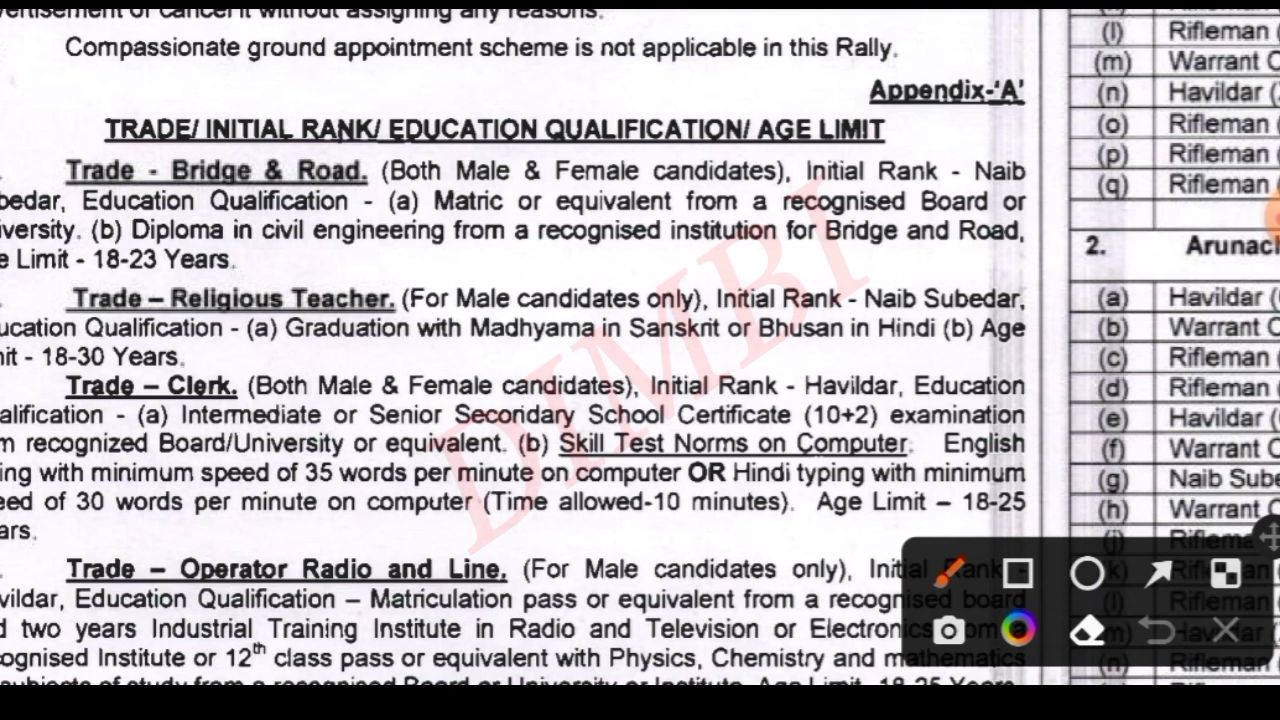 Compassionate ground appointment scheme is not applicable in this Rally.
Appendix-'A'
TRADE/ INITIAL RANK/ EDUCATION QUALIFICATION/ AGE LIMIT
Trade - Bridge & Road. (Both Male & Female candidates), Initial Rank - Naib
bedar, Education Qualification - (a) Matric or equivalent from a recognised Board or
iversity. (b) Diploma in civil engineering from a recognised institution for Bridge and Road,
e Limit - 18-23 Years.
Trade – Religious Teacher. (For Male candidates only), Initial Rank - Naib Subedar,
ucation Qualification - (a) Graduation with Madhyama in Sanskrit or Bhusan in Hindi (b) Age
nit - 18-30 Years.
Trade – Clerk. (Both Male & Female candidates), Initial Rank - Havildar, Education
alification - (a) Intermediate or Senior Secondary School Certificate (10+2) examination
m recognized Board/University or equivalent. (b) Skill Test Norms on Computer. English
ing with minimum speed of 35 words per minute on computer OR Hindi typing with minimum
eed of 30 words per minute on computer (Time allowed-10 minutes). Age Limit – 18-25
ars.
Trade – Operator Radio and Line. (For Male candidates only), Initial Rank -
vildar, Education Qualification – Matriculation pass or equivalent from a recognised board
d two years Industrial Training Institute in Radio and Television or Electronics
ognised Institute or 12th class pass or equivalent with Physics, Chemistry and mathematics
DIMBI
(l) Rifleman (
(m) Warrant O
(n) Havildar (
(o) Rifleman (
(p) Rifleman (
(q) Rifleman (
2. Arunac
(a) Havildar (
(b) Warrant O
(c) Rifleman (
(d) Rifleman (
(e) Havildar (
(f) Warrant O
(g) Naib Sube
(h) Warrant O
(j) Riflema
(k) Rifl
(l) Rifleman (
(m) Havildar (
(n) Rifleman (